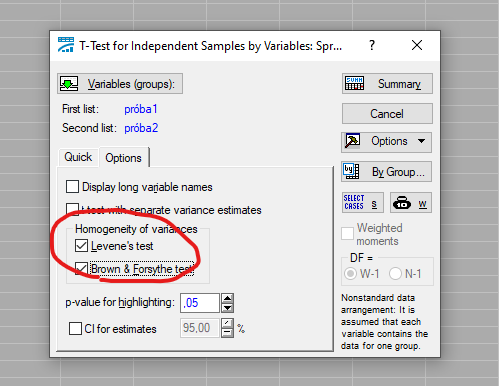 T-Test for Independent Samples by Variables: Spr...
?
Variables (groups):
Summary
First list: próba1
Second list: próba2
Cancel
Options
Quick
Options
By Group...
Display long variable names
t-test with separate variance estimates
SELECT
CASES
S
W
Homogeneity of variances
Levene's test
Brown & Forsythe test
Weighted
moments
DF =
W-1
N-1
p-value for highlighting: ,05
CI for estimates
95,00
%
Nonstandard data
arrangement: It is
assumed that each
variable contains the
data for one group.